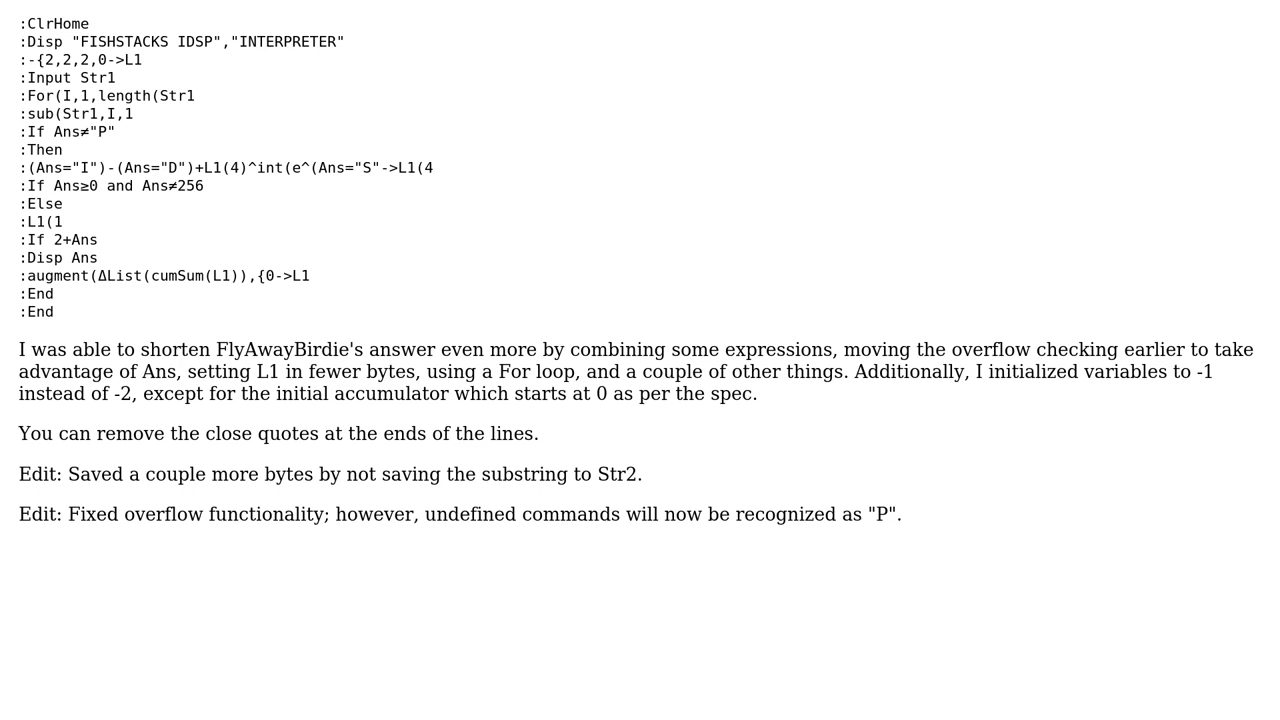 :ClrHome
:Disp "FISHSTACKS IDSP","INTERPRETER"
:-{2,2,2,0->L1
:Input Str1
:For(I,1,length(Str1
:sub(Str1,I,1
:If Ans≠"P"
:Then
:(Ans="I")-(Ans="D")+L1(4)^int(e^(Ans="S"->L1(4
:If Ans≥0 and Ans≠256
:Else
:L1(1
:If 2+Ans
:Disp Ans
:augment(ΔList(cumSum(L1)),{0->L1
:End
:End
I was able to shorten FlyAwayBirdie's answer even more by combining some expressions, moving the overflow checking earlier to take
advantage of Ans, setting L1 in fewer bytes, using a For loop, and a couple of other things. Additionally, I initialized variables to -1
instead of -2, except for the initial accumulator which starts at 0 as per the spec.
You can remove the close quotes at the ends of the lines.
Edit: Saved a couple more bytes by not saving the substring to Str2.
Edit: Fixed overflow functionality; however, undefined commands will now be recognized as "P".